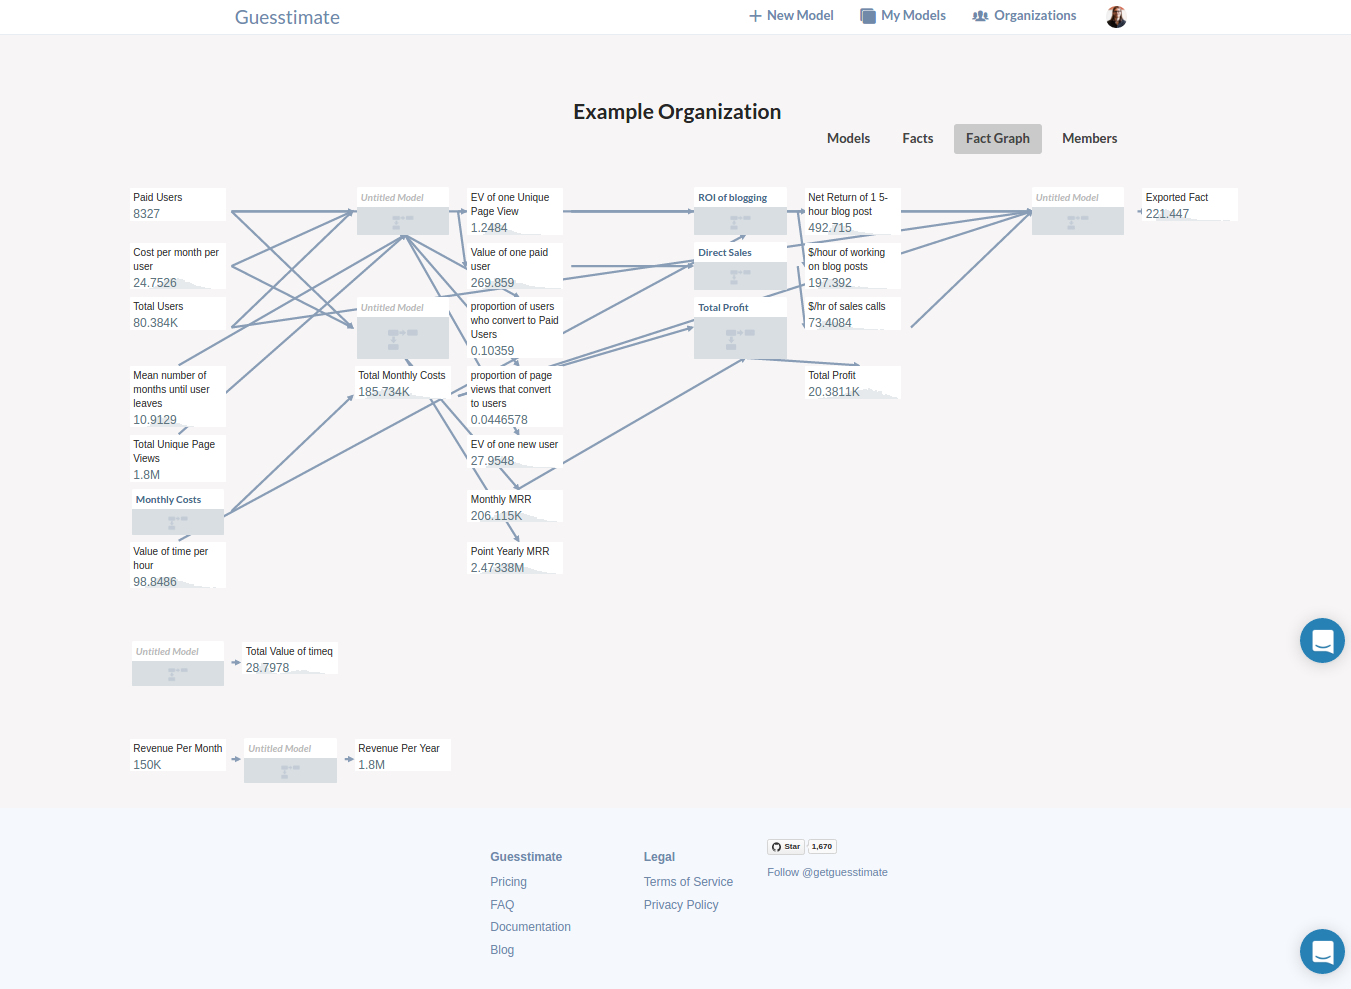 Guesstimate
New Model
My Models
Organizations
Example Organization
Models
Facts
Fact Graph
Members
Paid Users
8327
Cost per month per
user
24.7526
Total Users
80.384K
Mean number of
months until user
leaves
10.9129
Total Unique Page
Views
1.8M
Monthly Costs
Value of time per
hour
98.8486
Untitled Model
Untitled Model
Total Monthly Costs
185.734K
EV of one Unique
Page View
1.2484
Value of one paid
user
269.859
proportion of users
who convert to Paid
Users
0.10359
proportion of page
views that convert
to users
0.0446578
EV of one new user
27.9548
Monthly MRR
206.115K
Point Yearly MRR
2.47338M
ROI of blogging
Direct Sales
Total Profit
Net Return of 1 5-
hour blog post
492.715
$/hour of working
on blog posts
197.392
$/hr of sales calls
73.4084
Total Profit
20.3811K
Untitled Model
Exported Fact
221.447
Untitled Model
Total Value of timeq
28.7978
Revenue Per Month
150K
Untitled Model
Revenue Per Year
1.8M
Guesstimate
Pricing
FAQ
Documentation
Blog
Legal
Terms of Service
Privacy Policy
Star
1,670
Follow @getguesstimate